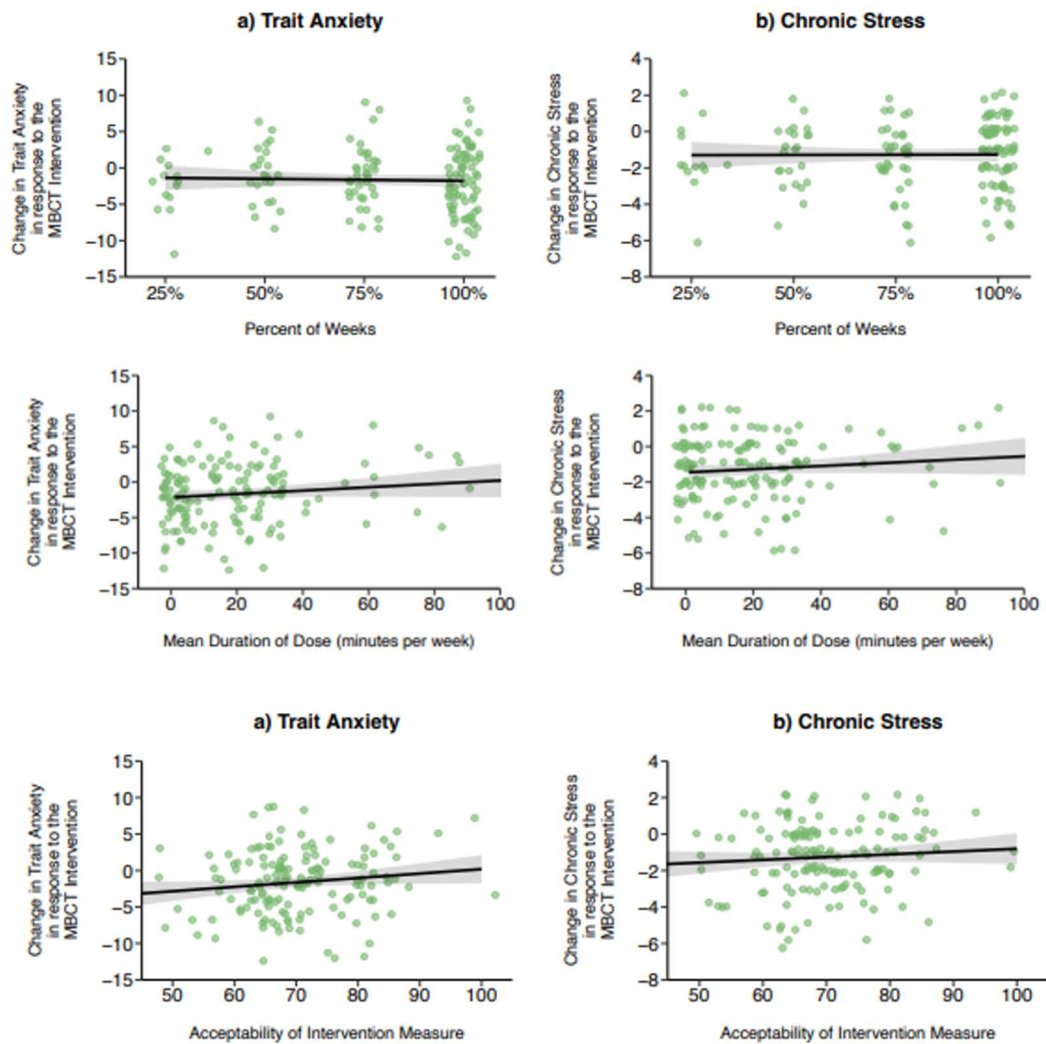 a) Trait Anxiety
Change in Trait Anxiety
in response to the
MBCT Intervention
15
10
5
0
−5
−10
−15
25% 50% 75% 100%
Percent of Weeks
b) Chronic Stress
Change in Chronic Stress
in response to the
MBCT Intervention
4
2
0
−2
−4
−6
−8
25% 50% 75% 100%
Percent of Weeks
Change in Trait Anxiety
in response to the
MBCT Intervention
15
10
5
0
−5
−10
−15
0 20 40 60 80 100
Mean Duration of Dose (minutes per week)
Change in Chronic Stress
in response to the
MBCT Intervention
4
2
0
−2
−4
−6
−8
0 20 40 60 80 100
Mean Duration of Dose (minutes per week)
a) Trait Anxiety
Change in Trait Anxiety
in response to the
MBCT Intervention
15
10
5
0
−5
−10
−15
50 60 70 80 90 100
Acceptability of Intervention Measure
b) Chronic Stress
Change in Chronic Stress
in response to the
MBCT Intervention
4
2
0
−2
−4
−6
−8
50 60 70 80 90 100
Acceptability of Intervention Measure